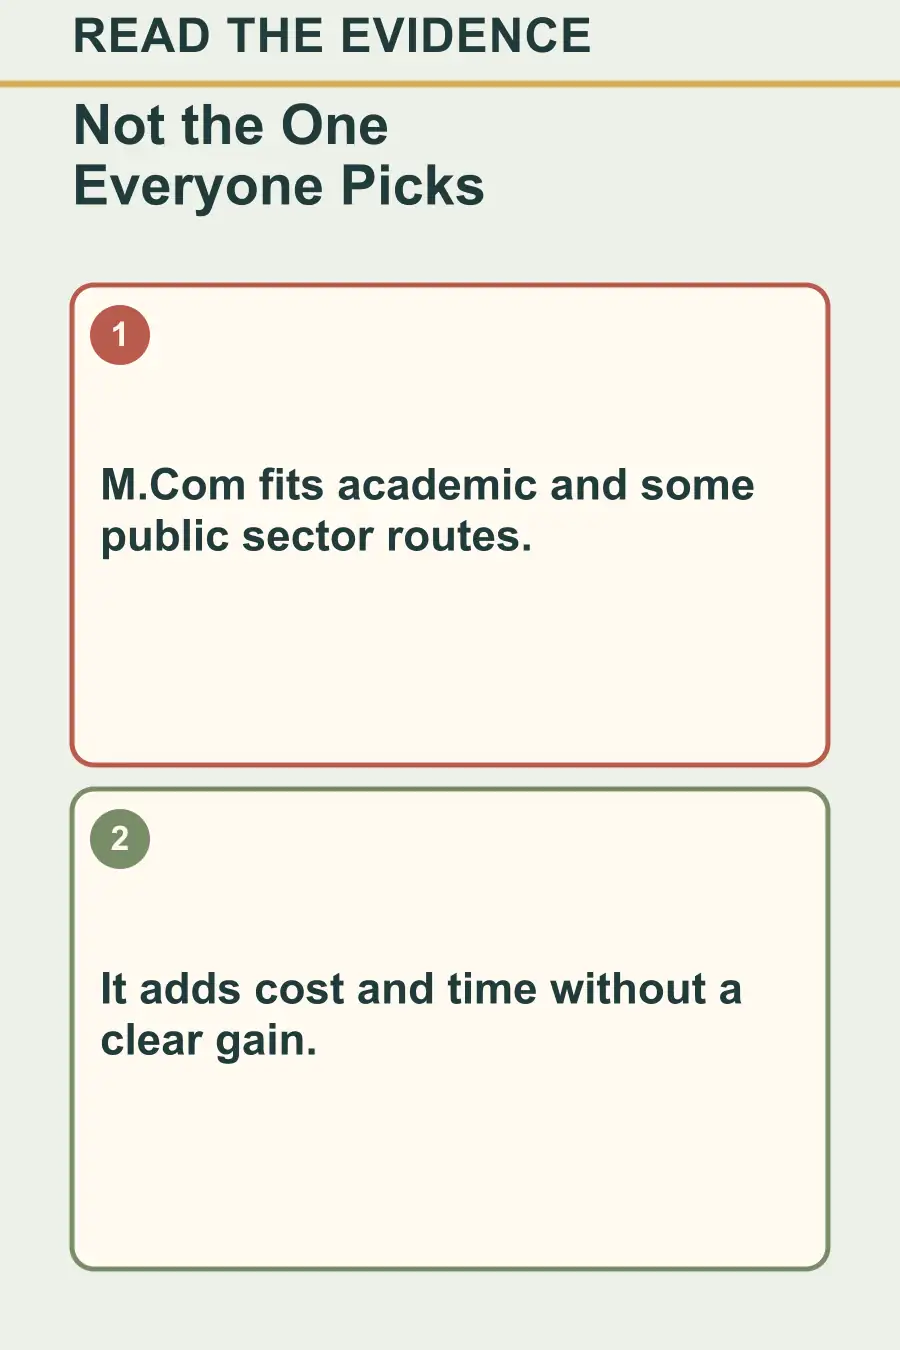 READ THE EVIDENCE
Not the One
Everyone Picks
1
M.Com fits academic and some
public sector routes.
2
It adds cost and time without a
clear gain.